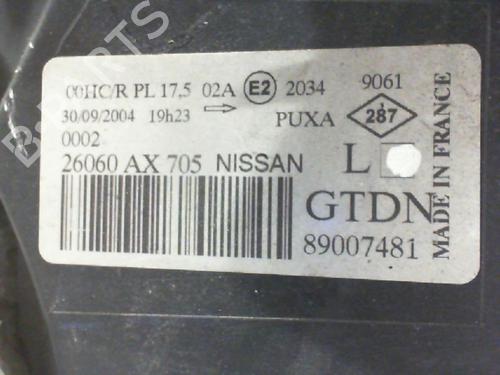 00HC/R PL 17,5 02A E2 2034 9061
30/09/2004 19h23 PUXA 287
0002
26060 AX 705 NISSAN L
GTDN
89007481
MADE IN FRANCE